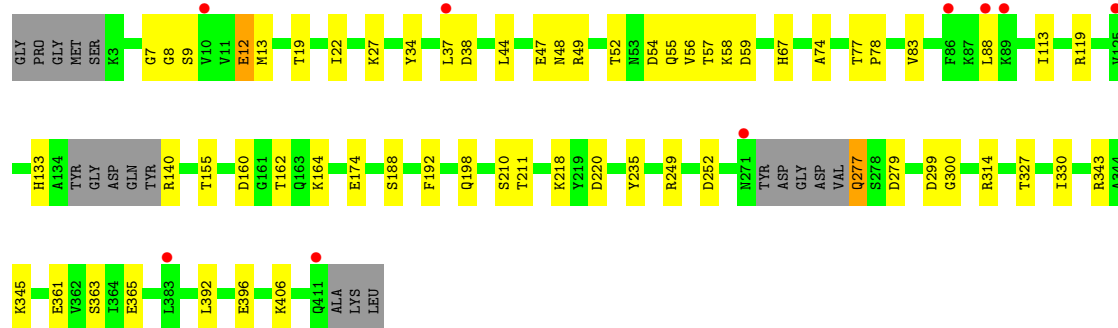 GLY PRO GLY MET SER K3 G7 G8 S9 V10 V11 E12 M13 T19 I22 K27 Y34 L37 D38 L44 E47 N48 R49 T52 N53 D54 Q55 V56 T57 K58 D59 H67 A74 T77 P78 V83 F86 K87 L88 K89 I113 R119 V125
H133 A134 TYR GLY ASP GLN TYR R140 T155 D160 G161 T162 Q163 K164 E174 S188 F192 Q198 S210 T211 K218 Y219 D220 Y235 R249 D252 N271 TYR ASP GLY ASP VAL Q277 S278 D279 D299 G300 R314 T327 I330 R343 A344
K345 E361 V362 S363 I364 E365 L383 L392 E396 K406 Q411 ALA LYS LEU